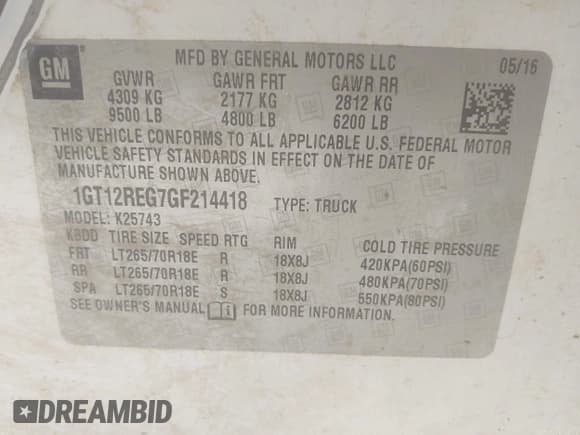 GM
MFD BY GENERAL MOTORS LLC
05/16
GVWR GAWR FRT GAWR RR
4309 KG 2177 KG 2812 KG
9500 LB 4800 LB 6200 LB
THIS VEHICLE CONFORMS TO ALL APPLICABLE U.S. FEDERAL MOTOR
VEHICLE SAFETY STANDARDS IN EFFECT ON THE DATE OF
MANUFACTURE SHOWN ABOVE.
1GT12REG7GF214418 TYPE: TRUCK
MODEL: K25743
K8DD TIRE SIZE SPEED RTG RIM COLD TIRE PRESSURE
FRT LT265/70R18E R 18X8J 420KPA(60PSI)
RR LT265/70R18E R 18X8J 480KPA(70PSI)
SPA LT265/70R18E S 18X8J 550KPA(80PSI)
SEE OWNER'S MANUAL i FOR MORE INFORMATION.
DREAMBID